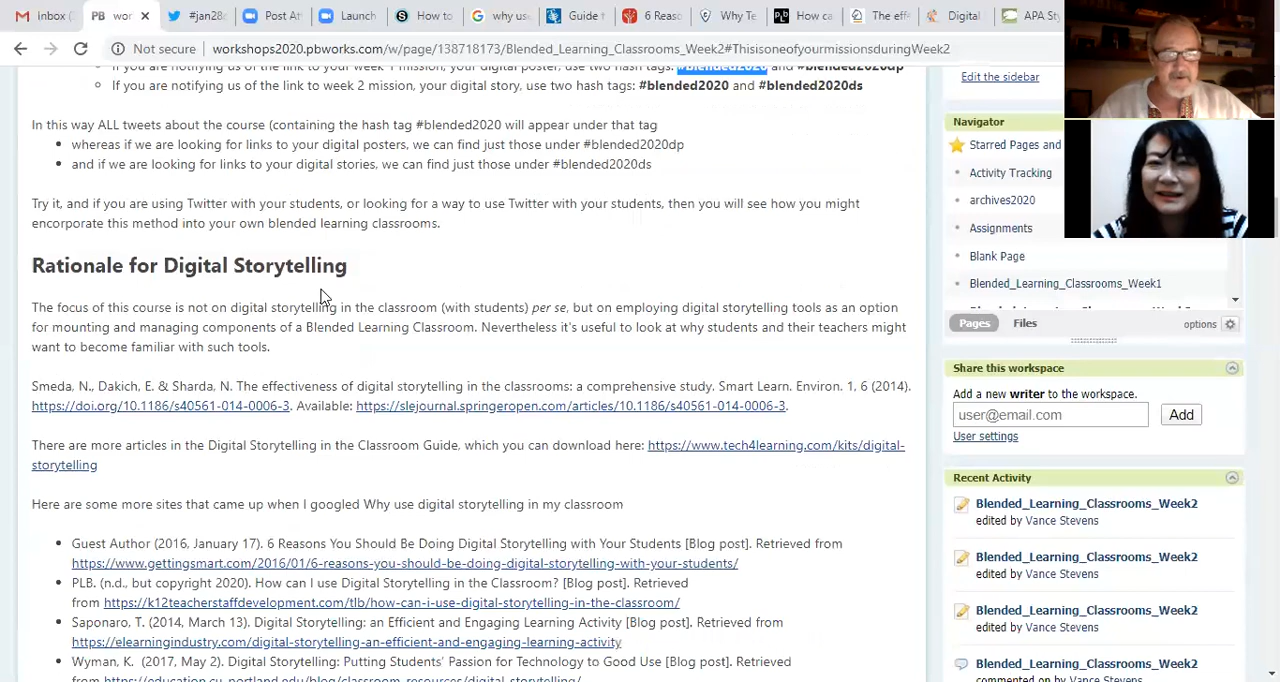 inbox (
PB wor
#jan28
Post At
Launch
How to
why use
Guide t
6 Reaso
Why Te
How ca
The eff
Digital
APA Sty
Not secure workshops2020.pbworks.com/w/page/138718173/Blended_Learning_Classrooms_Week2#ThisisoneofyourmissionsduringWeek2
If you are notifying us of the link to your week 1 mission, your digital poster, use two hash tags: #blended2020 and #blended2020dp
If you are notifying us of the link to week 2 mission, your digital story, use two hash tags: #blended2020 and #blended2020ds
In this way ALL tweets about the course (containing the hash tag #blended2020 will appear under that tag
whereas if we are looking for links to your digital posters, we can find just those under #blended2020dp
and if we are looking for links to your digital stories, we can find just those under #blended2020ds
Try it, and if you are using Twitter with your students, or looking for a way to use Twitter with your students, then you will see how you might
encorporate this method into your own blended learning classrooms.
Rationale for Digital Storytelling
The focus of this course is not on digital storytelling in the classroom (with students) per se, but on employing digital storytelling tools as an option
for mounting and managing components of a Blended Learning Classroom. Nevertheless it's useful to look at why students and their teachers might
want to become familiar with such tools.
Smeda, N., Dakich, E. & Sharda, N. The effectiveness of digital storytelling in the classrooms: a comprehensive study. Smart Learn. Environ. 1, 6 (2014).
https://doi.org/10.1186/s40561-014-0006-3. Available: https://slejournal.springeropen.com/articles/10.1186/s40561-014-0006-3.
There are more articles in the Digital Storytelling in the Classroom Guide, which you can download here: https://www.tech4learning.com/kits/digital-
storytelling
Here are some more sites that came up when I googled Why use digital storytelling in my classroom
Guest Author (2016, January 17). 6 Reasons You Should Be Doing Digital Storytelling with Your Students [Blog post]. Retrieved from
https://www.gettingsmart.com/2016/01/6-reasons-you-should-be-doing-digital-storytelling-with-your-students/
PLB. (n.d., but copyright 2020). How can I use Digital Storytelling in the Classroom? [Blog post]. Retrieved
from https://k12teacherstaffdevelopment.com/tlb/how-can-i-use-digital-storytelling-in-the-classroom/
Saponaro, T. (2014, March 13). Digital Storytelling: an Efficient and Engaging Learning Activity [Blog post]. Retrieved from
https://elearningindustry.com/digital-storytelling-an-efficient-and-engaging-learning-activity
Wyman, K. (2017, May 2). Digital Storytelling: Putting Students' Passion for Technology to Good Use [Blog post]. Retrieved
from https://education.cu-portland.edu/blog/classroom-resources/digital-storytelling/
Edit the sidebar
Navigator
Starred Pages and
Activity Tracking
archives2020
Assignments
Blank Page
Blended_Learning_Classrooms_Week1
Pages
Files
options
Share this workspace
Add a new writer to the workspace.
user@email.com
Add
User settings
Recent Activity
Blended_Learning_Classrooms_Week2
edited by Vance Stevens
Blended_Learning_Classrooms_Week2
edited by Vance Stevens
Blended_Learning_Classrooms_Week2
edited by Vance Stevens
Blended_Learning_Classrooms_Week2
commented on by Vance Stevens